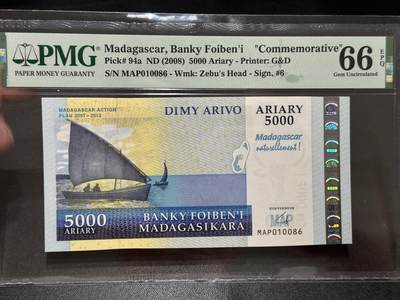 PMG
PAPER MONEY GUARANTY
Madagascar, Banky Foiben'i "Commemorative"
Pick# 94a ND (2008) 5000 Ariary - Printer: G&D
S/N MAP010086 - Wmk: Zebu's Head - Sign. #6
66 EPQ
Gem Uncirculated
MADAGASCAR ACTION
PLAN 2007 - 2012
DIMY ARIVO
ARIARY
5000
Madagascar
naturellement!
5000
ARIARY
BANKY FOIBEN'I
MADAGASIKARA
MAP
MAP010086